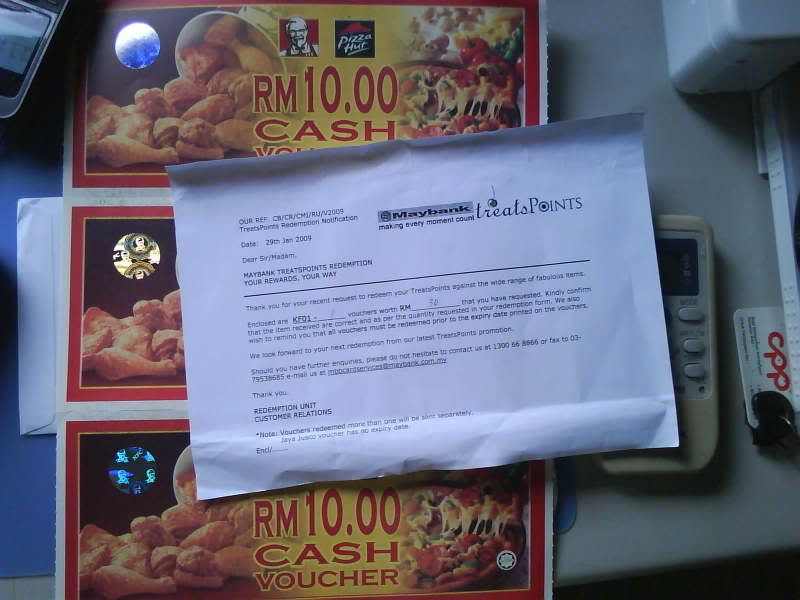 KFC
Pizza
Hut
RM10.00
CASH
OUR REF. CB/CR/CM1/RU/V2009
TreatsPoints Redemption Notification
Maybank treatsPOINTS
making every moment count
Date: 29th Jan 2009
Dear Sir/Madam,
MAYBANK TREATSPOINTS REDEMPTION
YOUR REWARDS, YOUR WAY
Thank you for your recent request to redeem your TreatsPoints against the wide range of fabulous items.
Enclosed are KF01 - vouchers worth RM 30 that you have requested. Kindly confirm
that the item received are correct and as per the quantity requested in your redemption form. We also
wish to remind you that all vouchers must be redeemed prior to the expiry date printed on the vouchers.
We look forward to your next redemption from our latest TreatsPoints promotion.
Should you have further enquiries, please do not hesitate to contact us at 1300 66 8866 or fax to 03-
79538685 e-mail us at mbbcardservices@maybank.com.my
Thank you.
REDEMPTION UNIT
CUSTOMER RELATIONS
*Note: Vouchers redeemed more than one will be sent separately.
Jaya Jusco voucher has no expiry date.
Encl/
RM10.00
CASH
VOUCHER
MODE
cpp